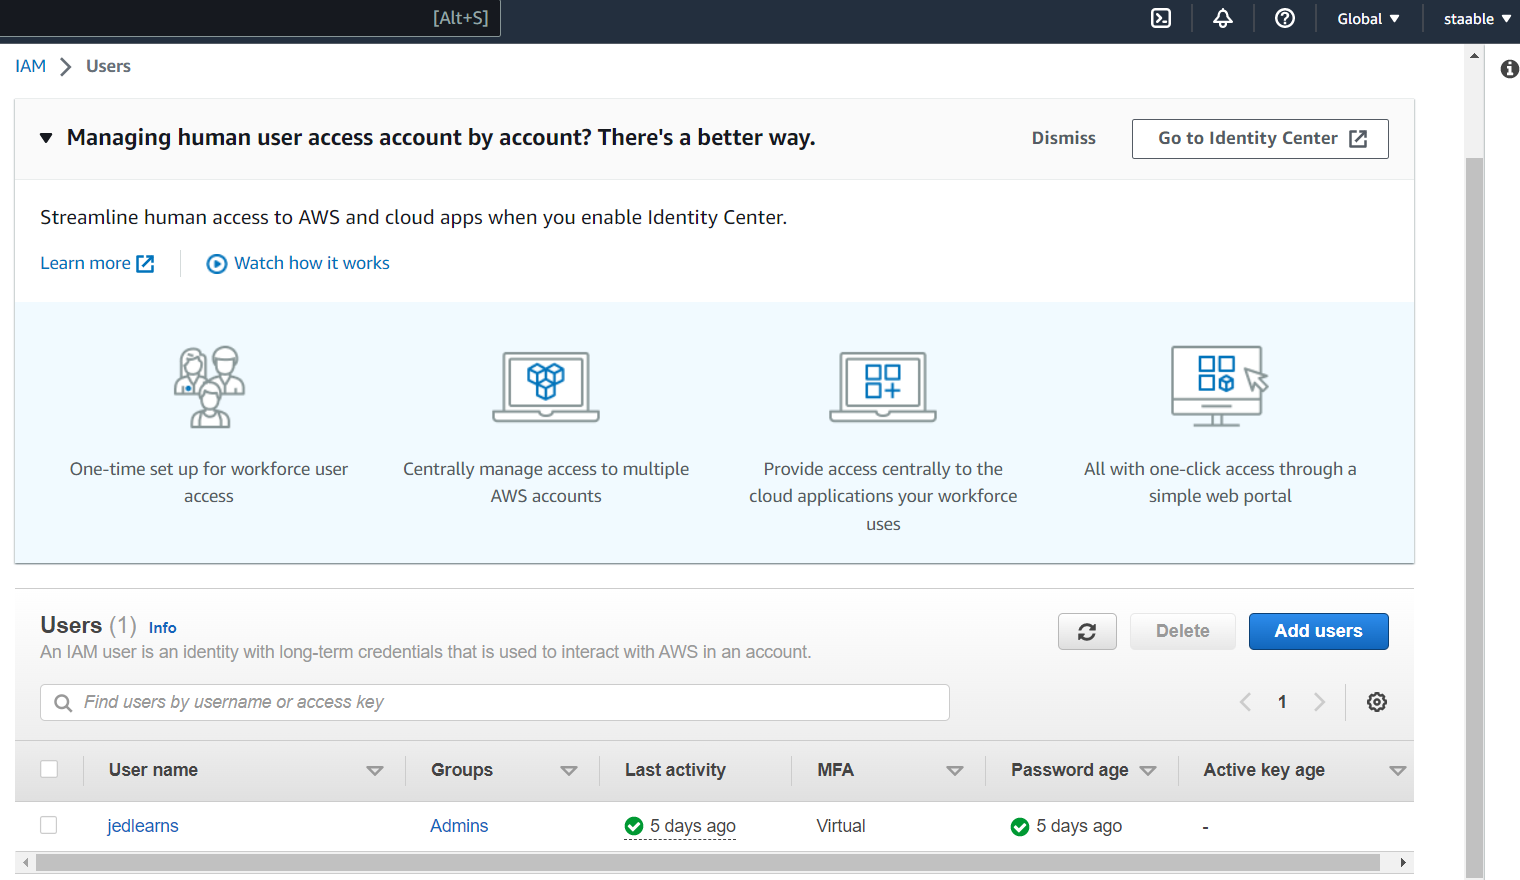 [Alt+S] Global staable
IAM Users
Managing human user access account by account? There's a better way. Dismiss Go to Identity Center
Streamline human access to AWS and cloud apps when you enable Identity Center.
Learn more Watch how it works
One-time set up for workforce user
access
Centrally manage access to multiple
AWS accounts
Provide access centrally to the
cloud applications your workforce
uses
All with one-click access through a
simple web portal
Users (1) Info Delete Add users
An IAM user is an identity with long-term credentials that is used to interact with AWS in an account.
Find users by username or access key 1
User name Groups Last activity MFA Password age Active key age
jedlearns Admins 5 days ago Virtual 5 days ago -